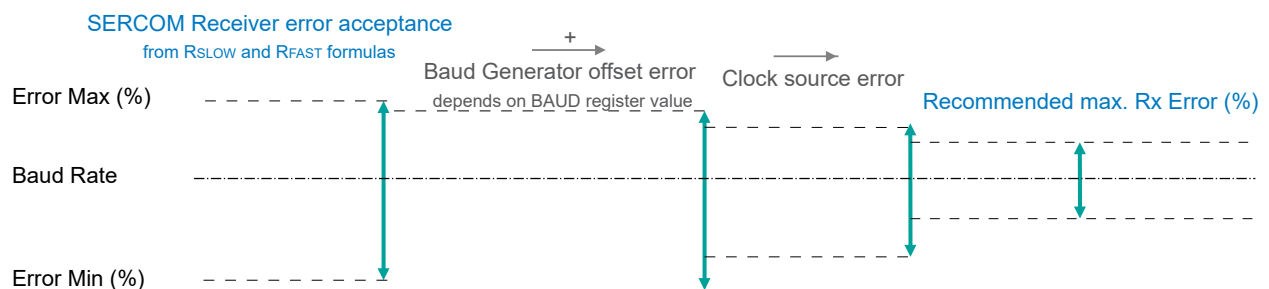 SERCOM Receiver error acceptance
from RSLOW and RFAST formulas
+
Baud Generator offset error
depends on BAUD register value
Clock source error
Error Max (%)
Recommended max. Rx Error (%)
Baud Rate
Error Min (%)